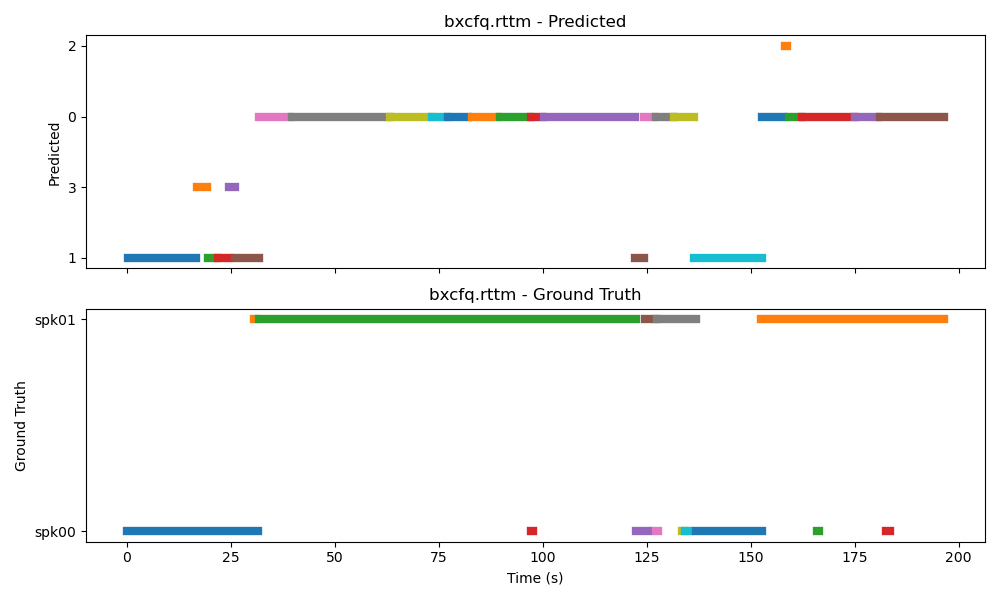 bxcfq.rttm - Predicted
2
0
3
1
Predicted
bxcfq.rttm - Ground Truth
spk01
spk00
Ground Truth
0 25 50 75 100 125 150 175 200
Time (s)